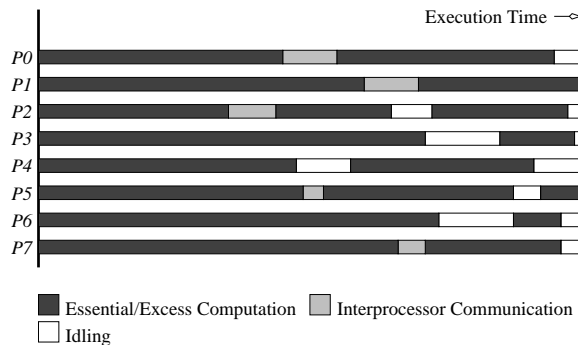 Execution Time
P0
P1
P2
P3
P4
P5
P6
P7
Essential/Excess Computation
Interprocessor Communication
Idling